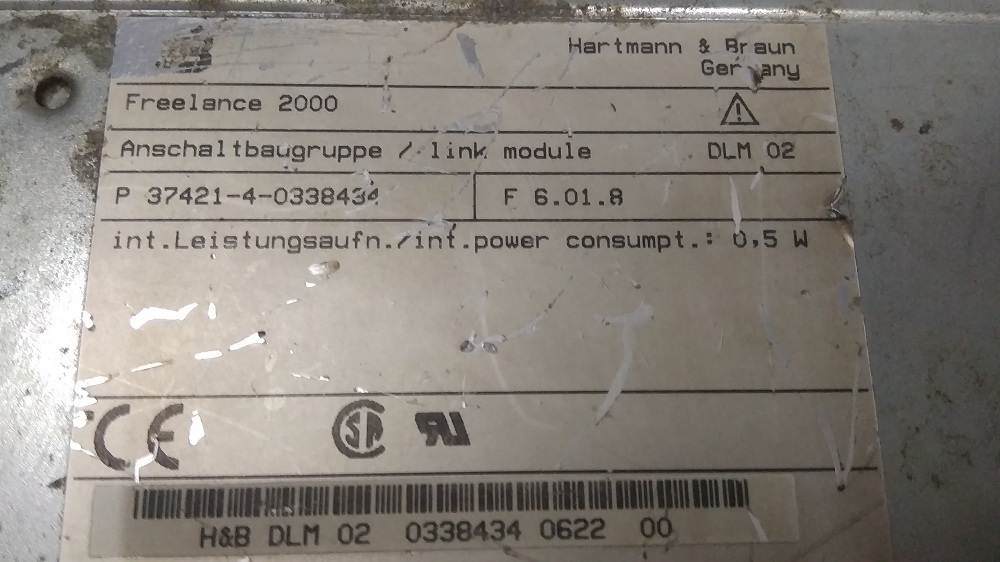 Hartmann & Braun
Germany
Freelance 2000
Anschaltbaugruppe / link module DLM 02
P 37421-4-0338434 F 6.01.8
int.Leistungsaufn./int.power consumpt.: 0,5 W
CE
H&B DLM 02 0338434 0622 00